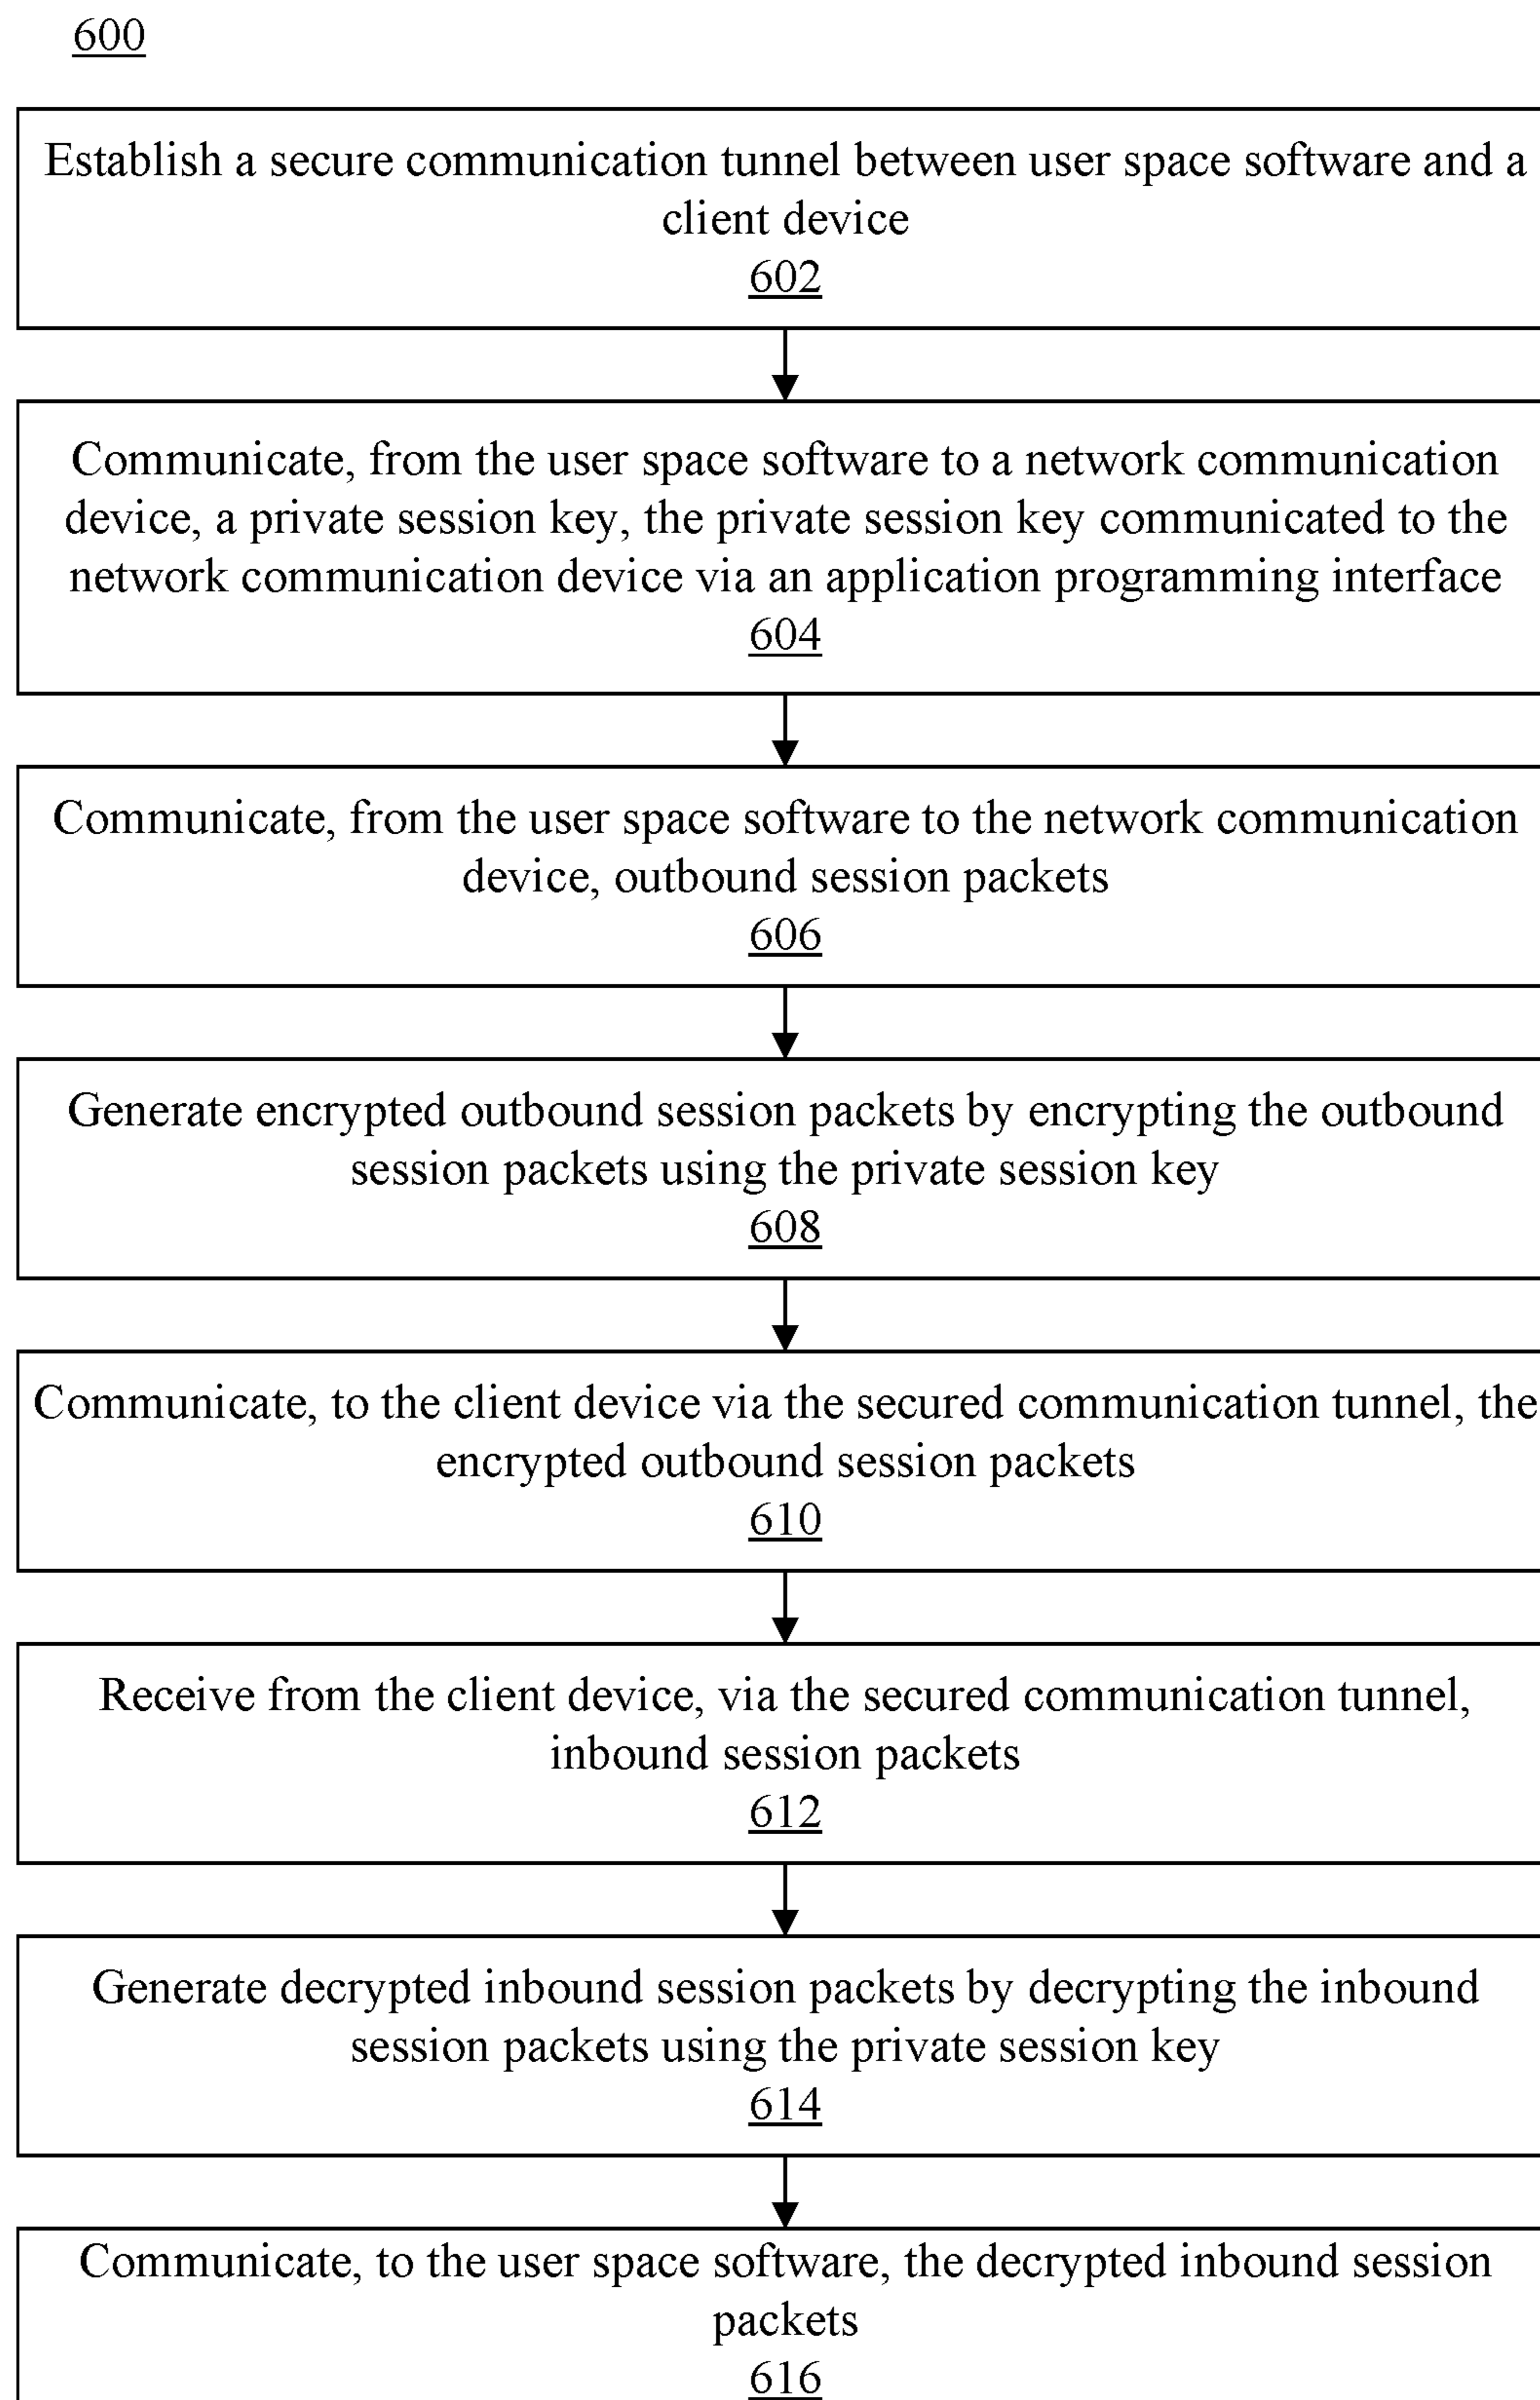 600
Establish a secure communication tunnel between user space software and a
client device
602
Communicate, from the user space software to a network communication
device, a private session key, the private session key communicated to the
network communication device via an application programming interface
604
Communicate, from the user space software to the network communication
device, outbound session packets
606
Generate encrypted outbound session packets by encrypting the outbound
session packets using the private session key
608
Communicate, to the client device via the secured communication tunnel, the
encrypted outbound session packets
610
Receive from the client device, via the secured communication tunnel,
inbound session packets
612
Generate decrypted inbound session packets by decrypting the inbound
session packets using the private session key
614
Communicate, to the user space software, the decrypted inbound session
packets
616